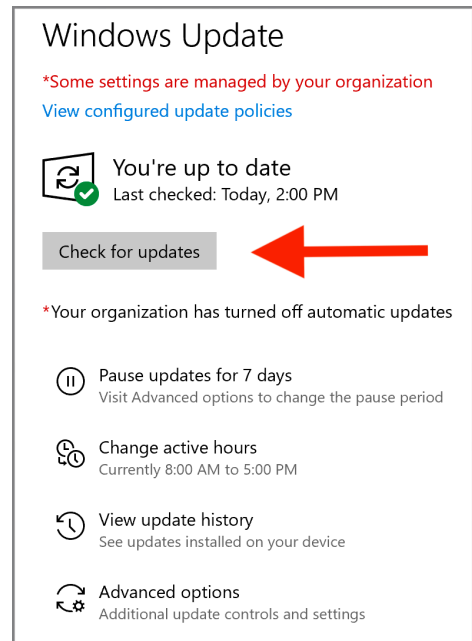 Windows Update
*Some settings are managed by your organization
View configured update policies
You're up to date
Last checked: Today, 2:00 PM
Check for updates
*Your organization has turned off automatic updates
Pause updates for 7 days
Visit Advanced options to change the pause period
Change active hours
Currently 8:00 AM to 5:00 PM
View update history
See updates installed on your device
Advanced options
Additional update controls and settings